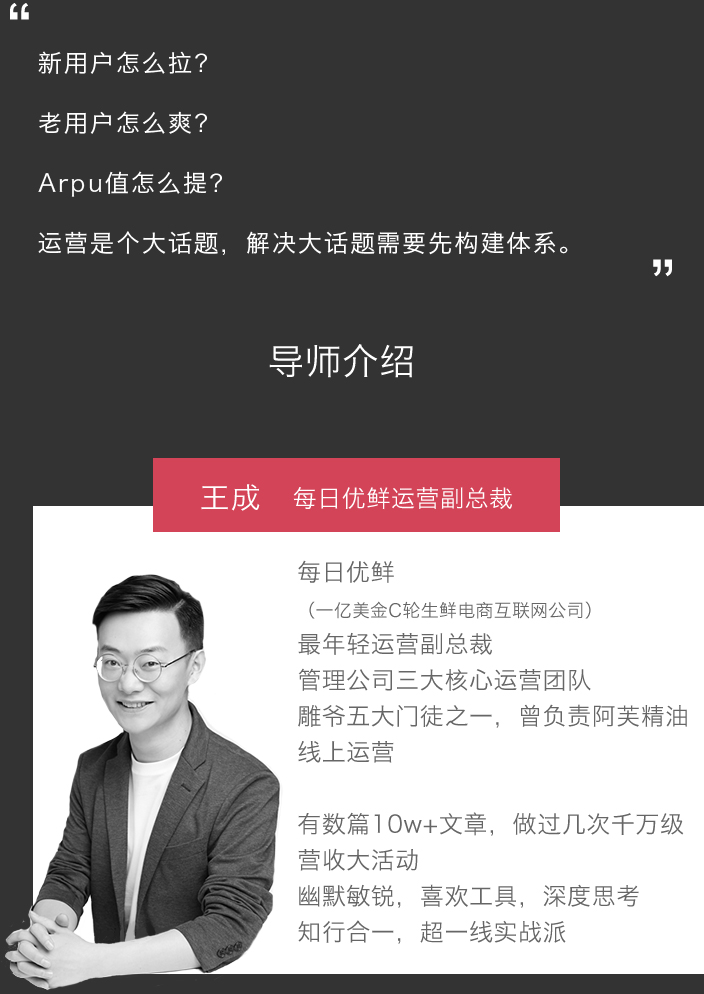 “
新用户怎么拉？
老用户怎么爽？
Arpu值怎么提？
运营是个大话题，解决大话题需要先构建体系。
”
导师介绍
王成 每日优鲜运营副总裁
每日优鲜
（一亿美金C轮生鲜电商互联网公司）
最年轻运营副总裁
管理公司三大核心运营团队
雕爷五大门徒之一，曾负责阿芙精油
线上运营
有数篇10w+文章，做过几次千万级
营收大活动
幽默敏锐，喜欢工具，深度思考
知行合一，超一线实战派